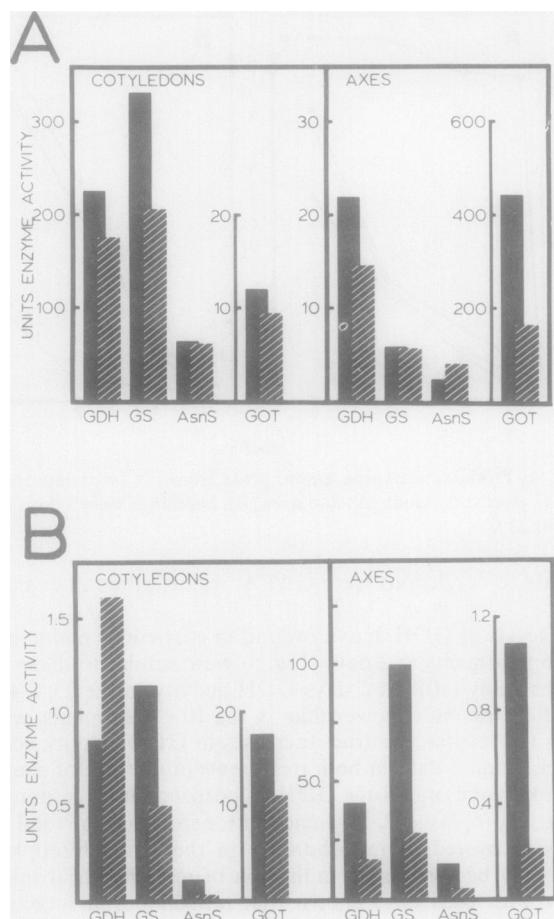 A
COTYLEDONS
AXES
UNITS ENZYME ACTIVITY
300
200
100
20
10
30
20
10
600
400
200
GDH GS AsnS GOT
GDH GS AsnS GOT
B
COTYLEDONS
AXES
UNITS ENZYME ACTIVITY
1.5
1.0
0.5
20
10
100
50
1.2
0.8
0.4
GDH GS AsnS GOT
GDH GS AsnS GOT